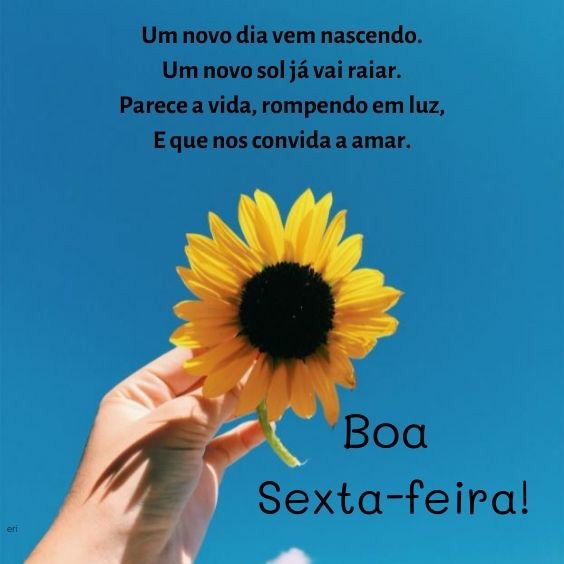 Um novo dia vem nascendo.
Um novo sol já vai raiar.
Parece a vida, rompendo em luz,
E que nos convida a amar.
Boa
Sexta-feira!
eri